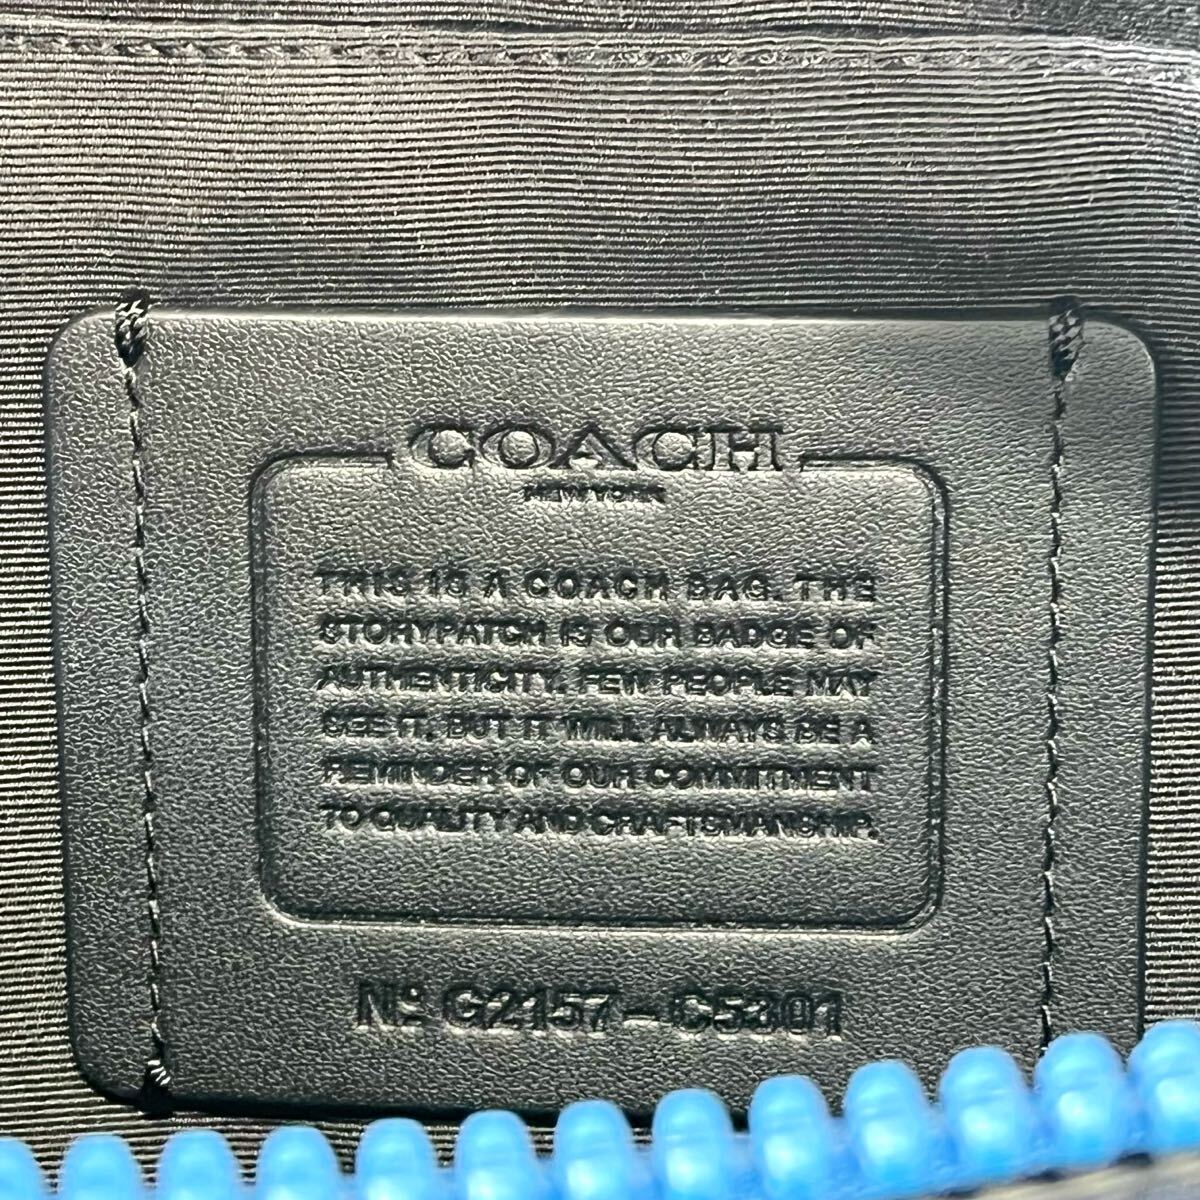 COACH
NEW YORK
THIS IS A COACH BAG. THE
STORYPATCH IS OUR BADGE OF
AUTHENTICITY. FEW PEOPLE MAY
SEE IT, BUT IT WILL ALWAYS BE A
REMINDER OF OUR COMMITMENT
TO QUALITY AND CRAFTSMANSHIP.
Nº G2157-C5301